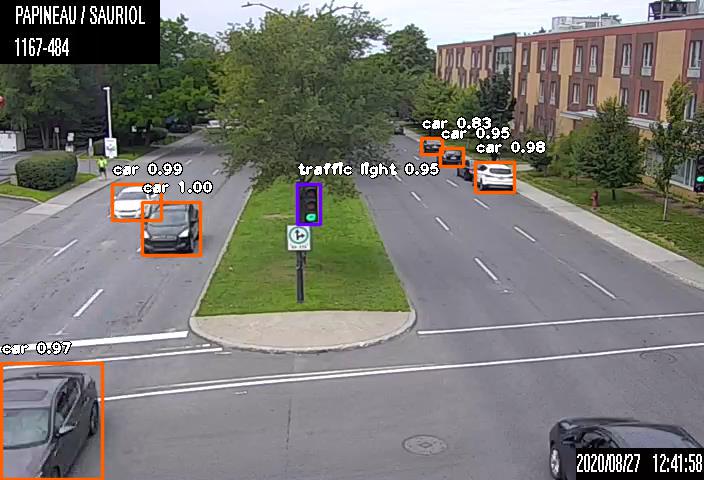 PAPINEAU / SAURIOL
1167-484
car 0.83
car 0.95
car 0.98
car 0.99
traffic light 0.95
car 1.00
car 0.97
2020/08/27 12:41:58